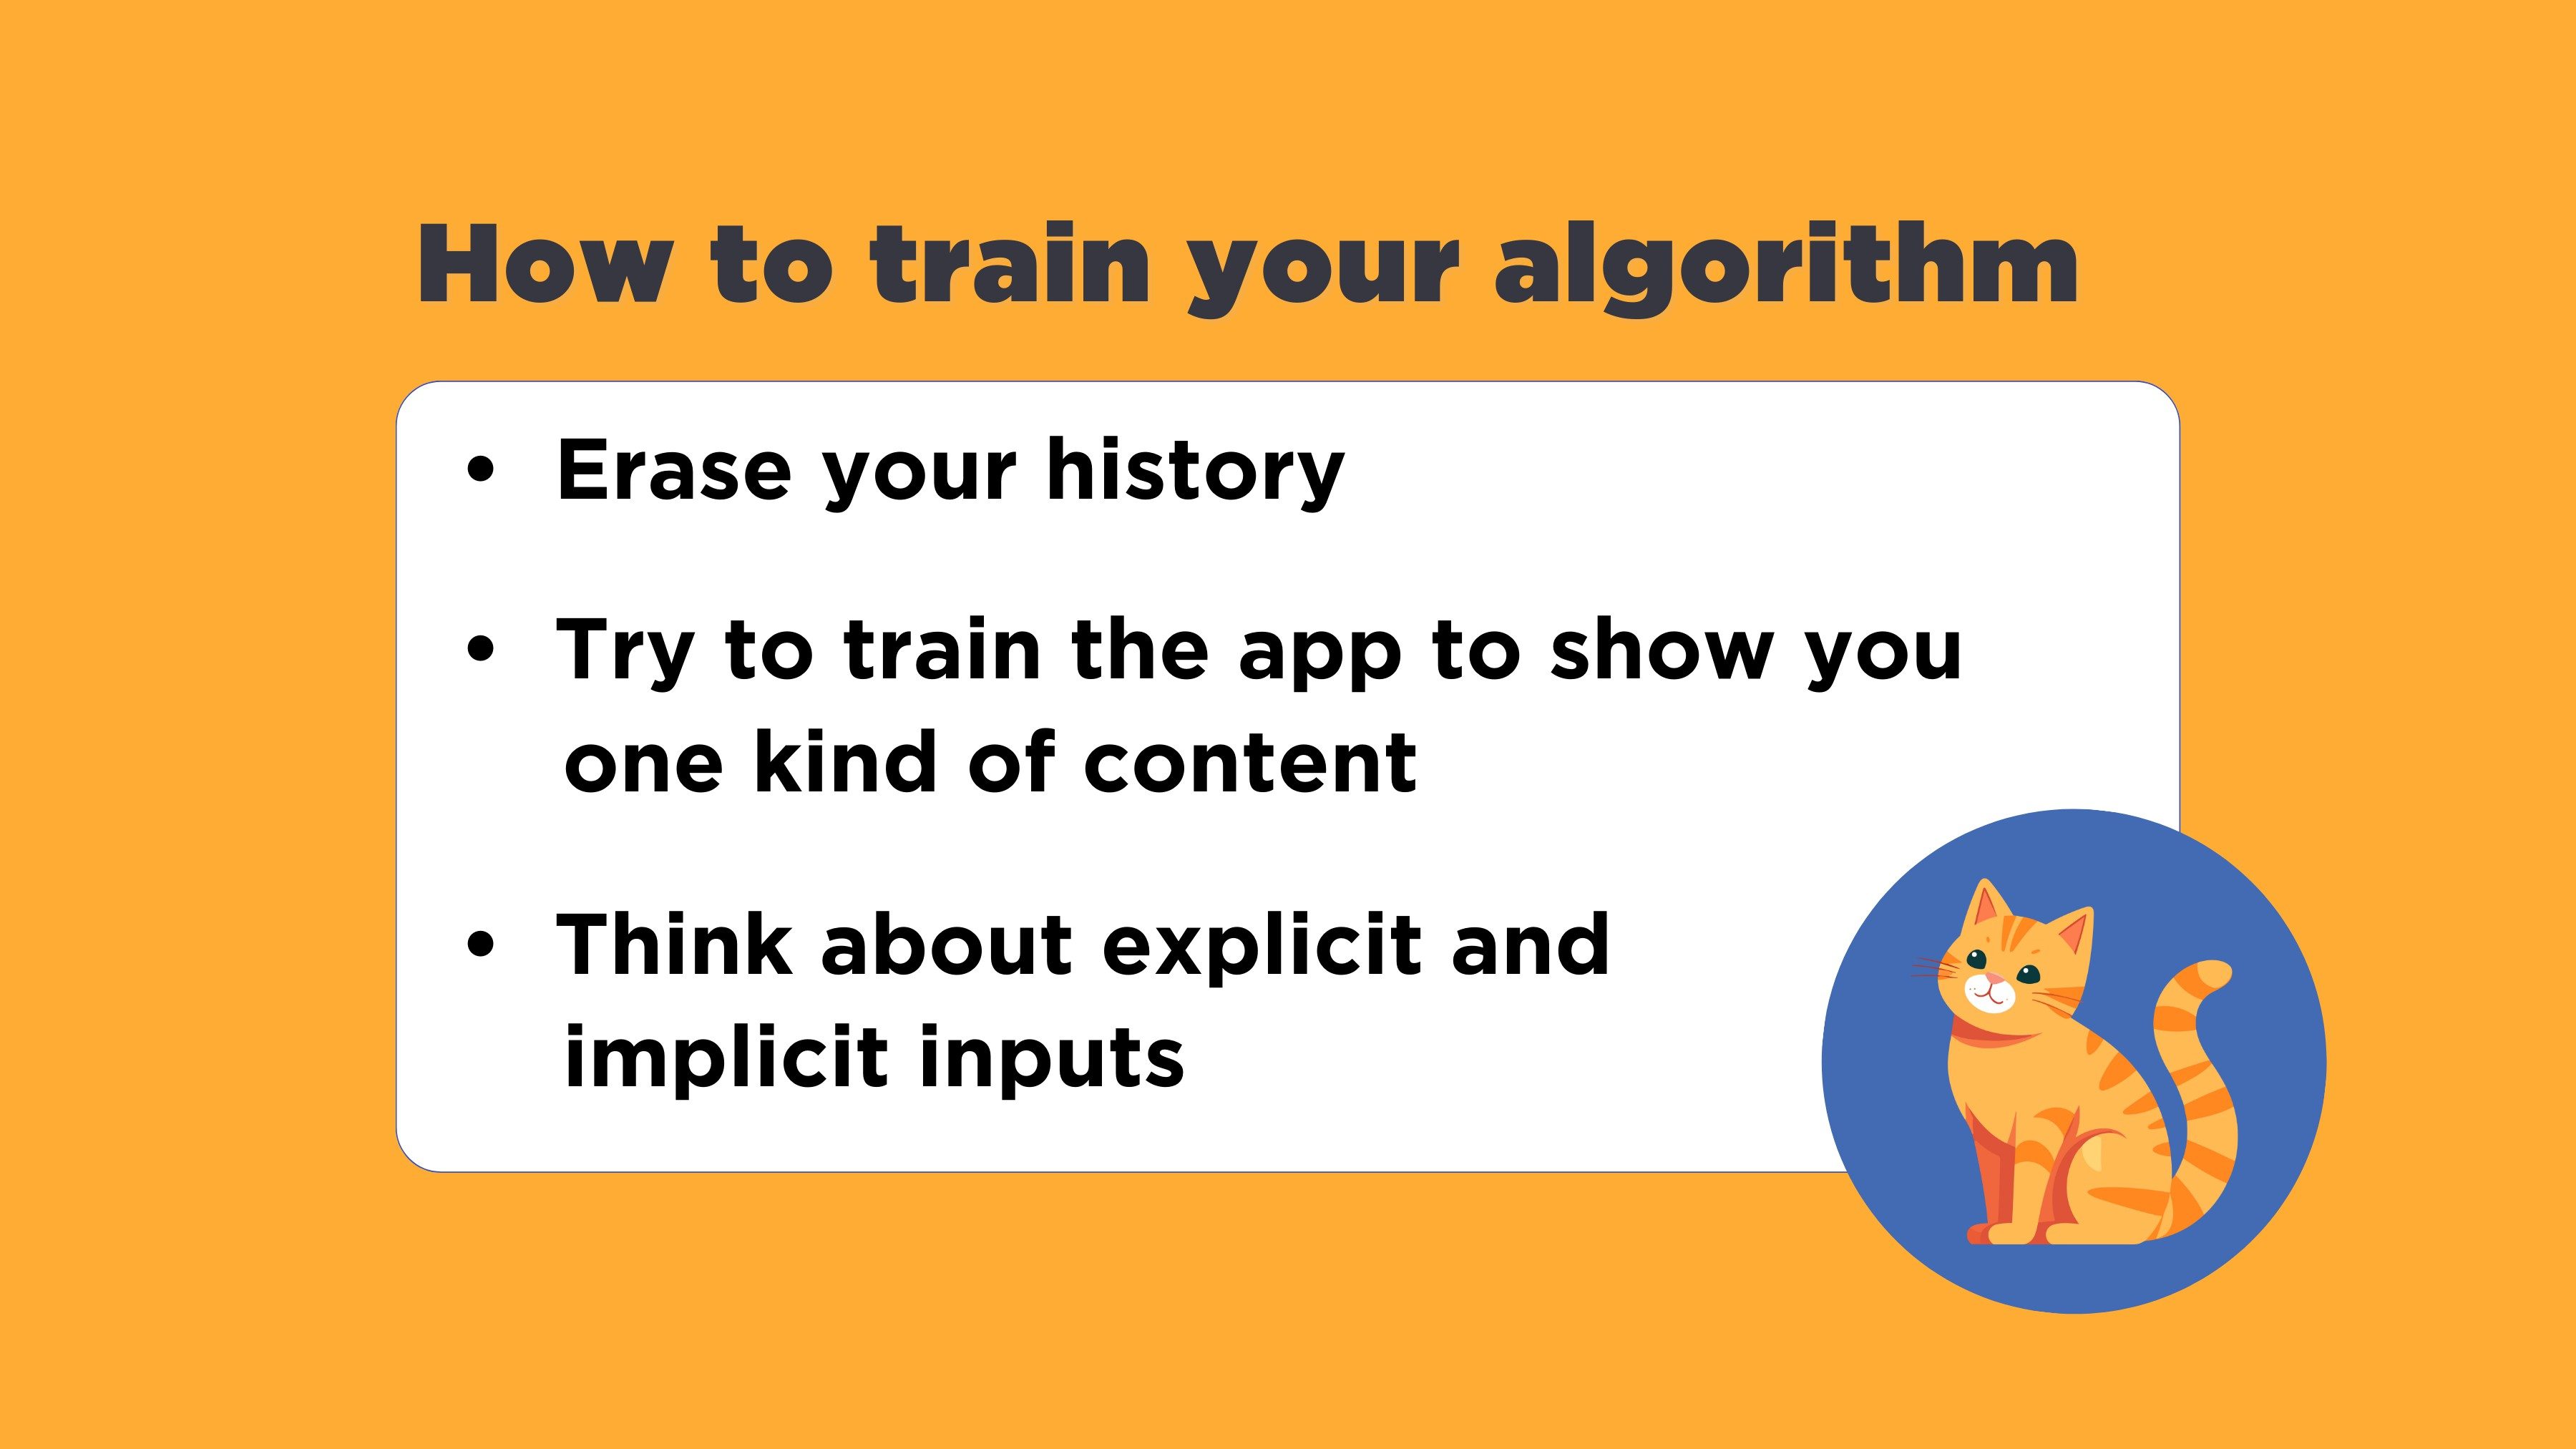 How to train your algorithm
• Erase your history
• Try to train the app to show you
one kind of content
• Think about explicit and
implicit inputs